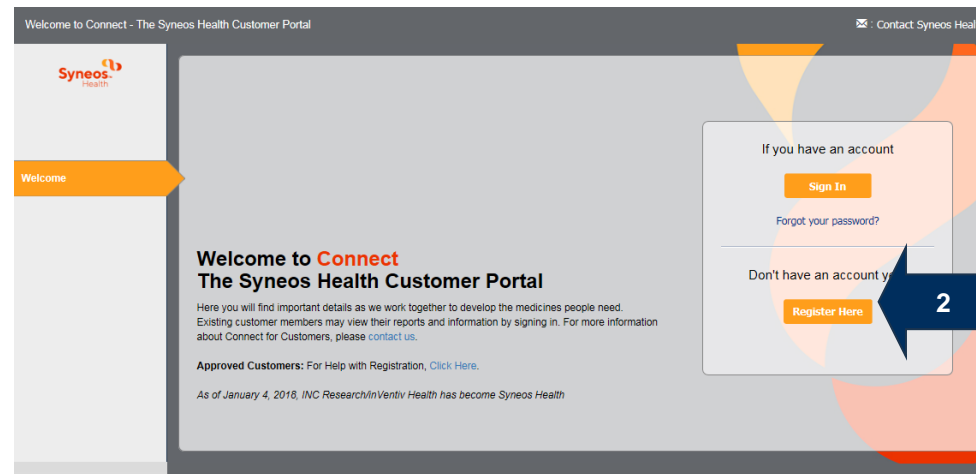 Welcome to Connect - The Syneos Health Customer Portal
: Contact Syneos Heal
Syneos
Health
Welcome
If you have an account
Sign In
Forgot your password?
Don't have an account y
Register Here
2
Welcome to Connect
The Syneos Health Customer Portal
Here you will find important details as we work together to develop the medicines people need.
Existing customer members may view their reports and information by signing in. For more information
about Connect for Customers, please contact us.
Approved Customers: For Help with Registration, Click Here.
As of January 4, 2018, INC Research/inVentiv Health has become Syneos Health